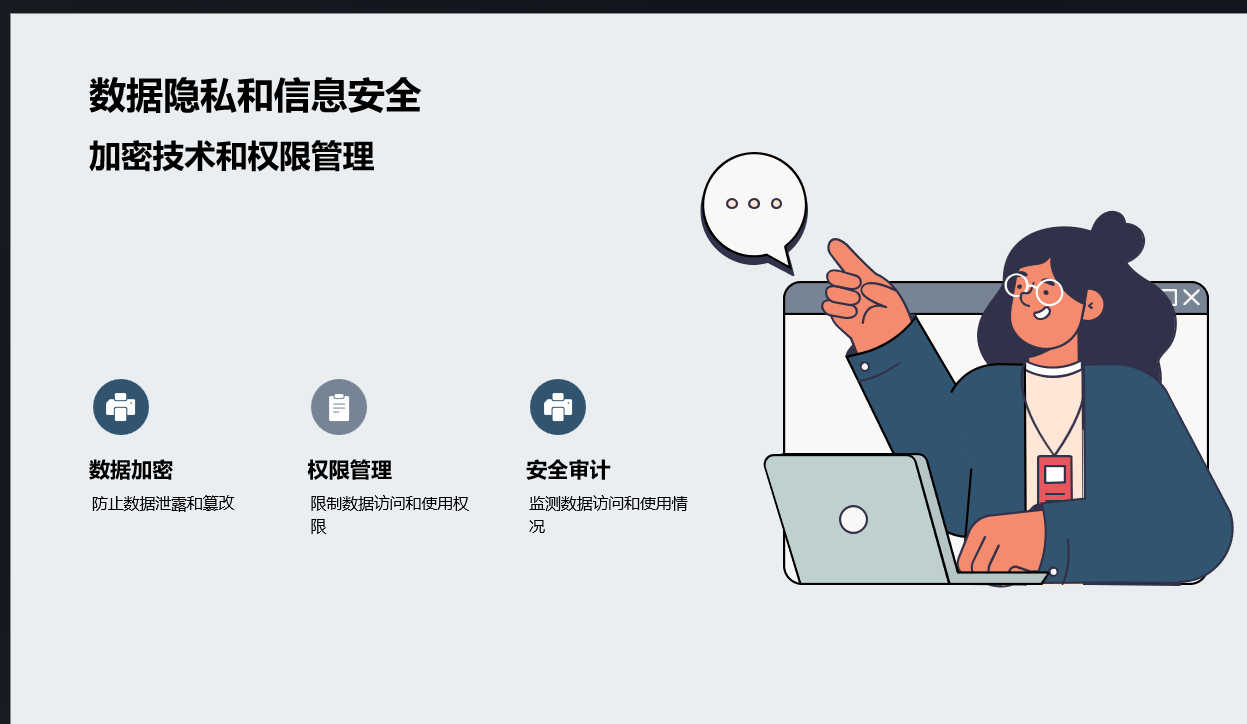 数据隐私和信息安全
加密技术和权限管理
数据加密
防止数据泄露和篡改
权限管理
限制数据访问和使用权
限
安全审计
监测数据访问和使用情
况